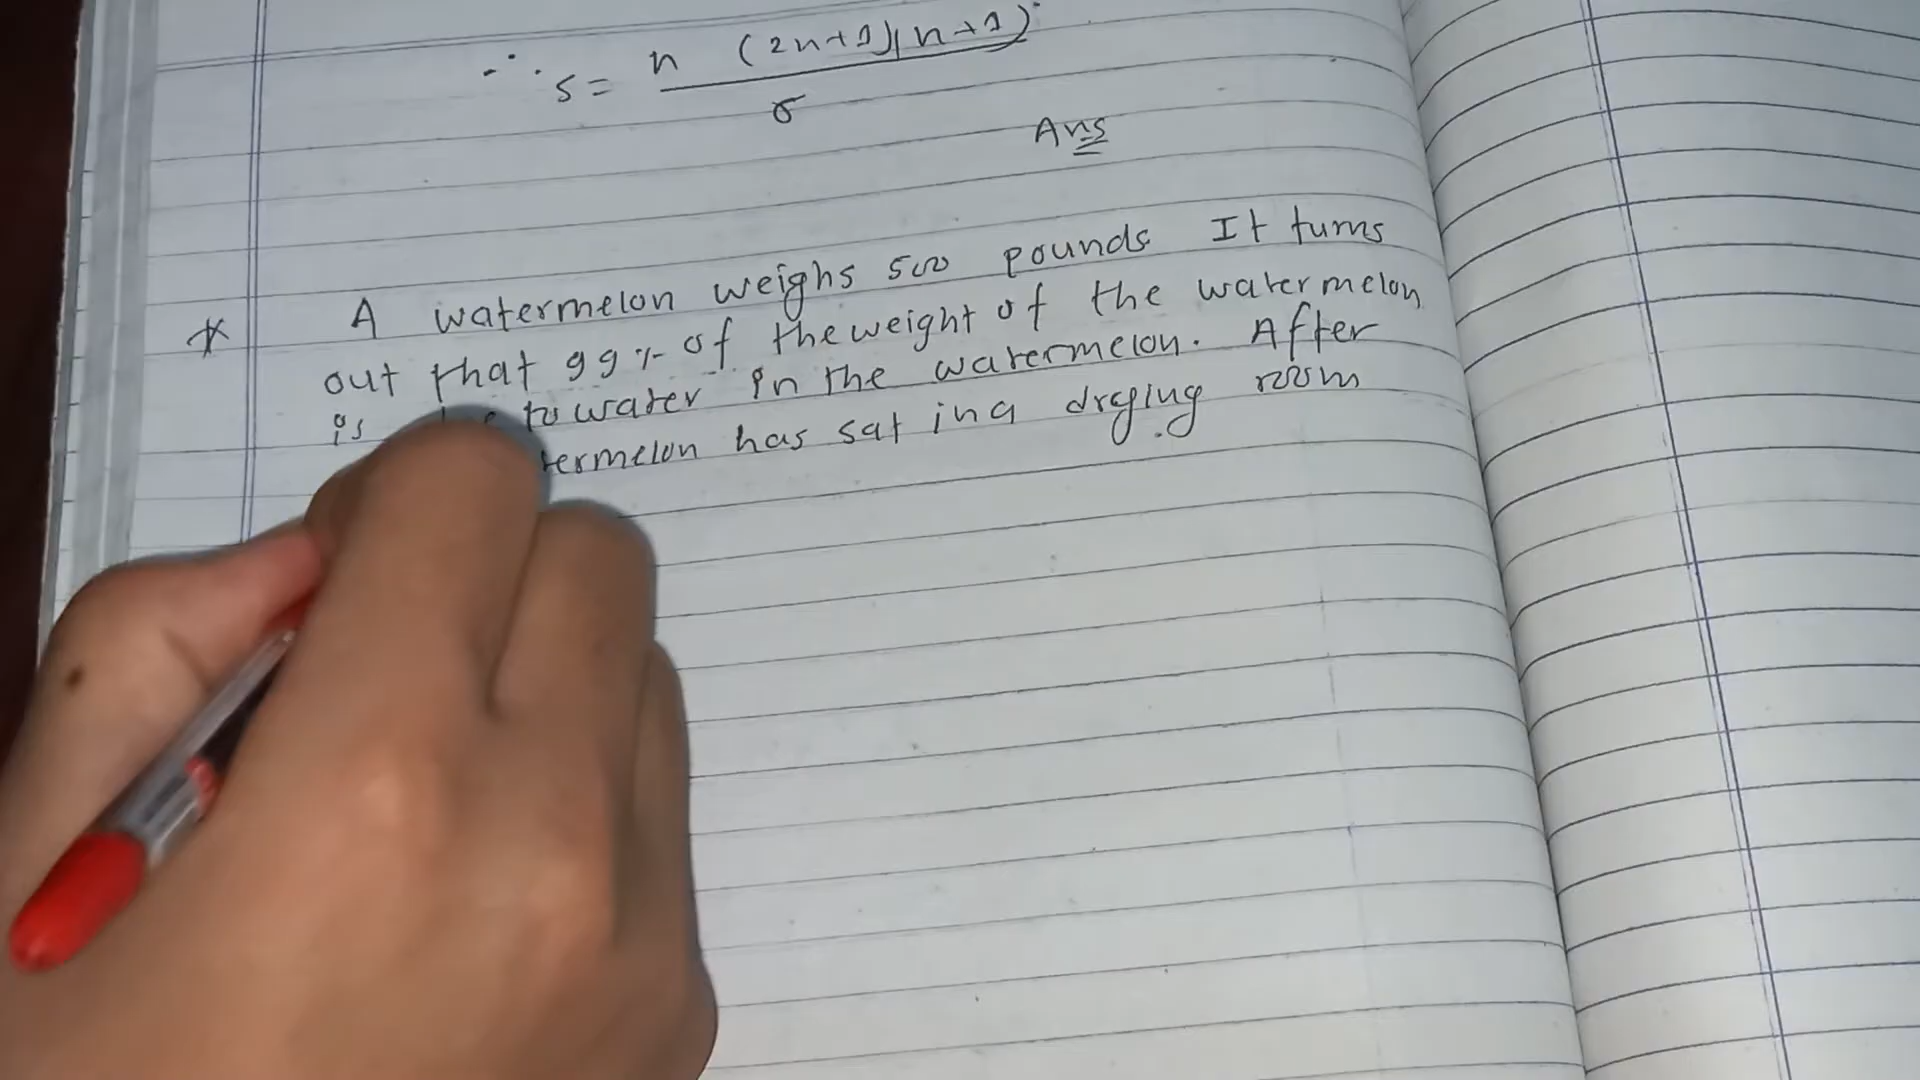 ∴ s = n (2n+1)(n+1) / 6
Ans
* A watermelon weighs 500 pounds It turns
out that 99% of the weight of the watermelon
is to water in the watermelon. After
has sat in a drying room